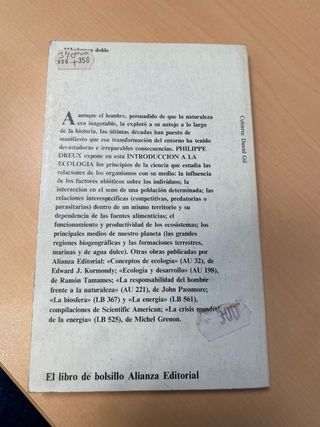 doble
350
Cubierta: Daniel Gil
Aunque el hombre, persuadido de que la naturaleza
era inagotable, la explotó a su antojo a lo largo
de la historia, las últimas décadas han puesto de
manifiesto que esa transformación del entorno ha tenido
devastadoras e irreparables consecuencias. PHILIPPE
DREUX expone en esta INTRODUCCION A LA
ECOLOGIA los principios de la ciencia que estudia las
relaciones de los organismos con su medio: la influencia
de los factores abióticos sobre los individuos; la
interacción en el seno de una población determinada; las
relaciones interespecíficas (competitivas, predatorias o
parasitarias) dentro de un mismo territorio y su
dependencia de las fuentes alimenticias; el
funcionamiento y productividad de los ecosistemas; los
principales medios de nuestro planeta (las grandes
regiones biogeográficas y las formaciones terrestres,
marinas y de agua dulce). Otras obras publicadas por
Alianza Editorial: «Conceptos de ecología» (AU 32), de
Edward J. Kormondy; «Ecología y desarrollo» (AU 198),
de Ramón Tamames; «La responsabilidad del hombre
frente a la naturaleza» (AU 221), de John Passmore;
«La biosfera» (LB 367) y «La energía» (LB 561),
compilaciones de Scientific American; «La crisis mundial
de la energía» (LB 525), de Michel Grenon.
300
El libro de bolsillo Alianza Editorial